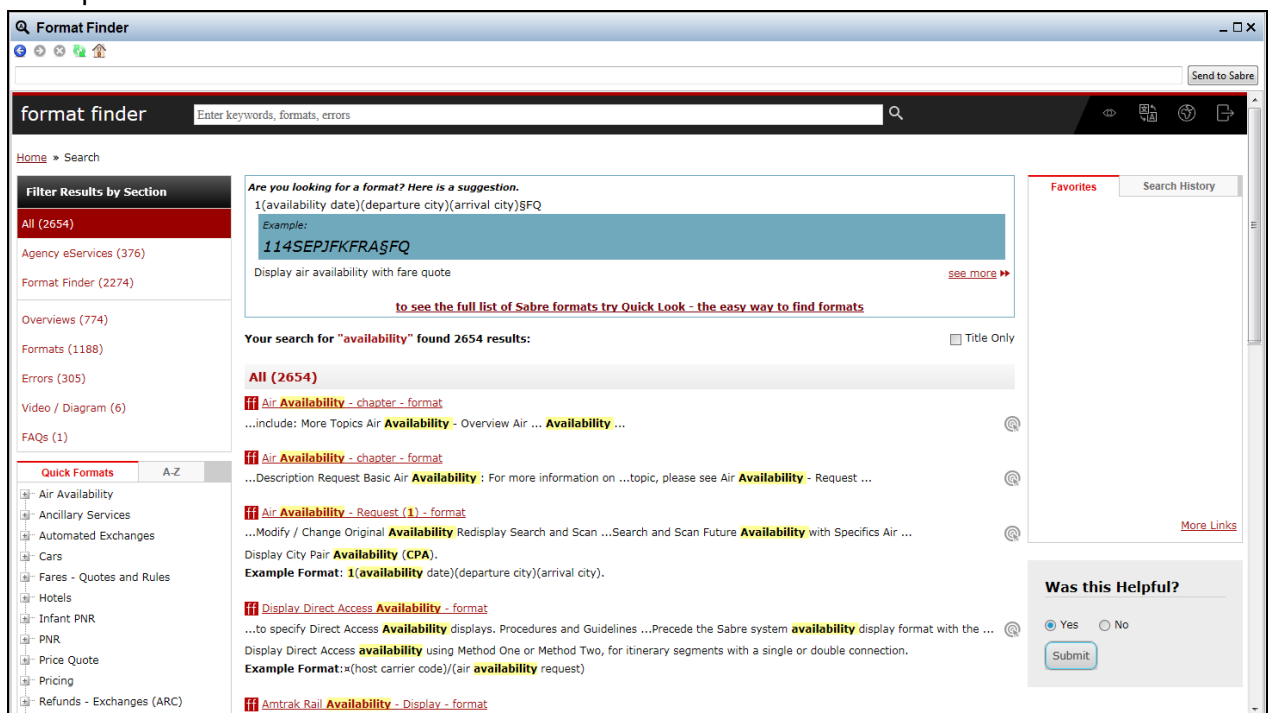 Format Finder
Send to Sabre
format finder
Enter keywords, formats, errors
Home » Search
Filter Results by Section
All (2654)
Agency eServices (376)
Format Finder (2274)
Overviews (774)
Formats (1188)
Errors (305)
Video / Diagram (6)
FAQs (1)
Quick Formats A-Z
Air Availability
Ancillary Services
Automated Exchanges
Cars
Fares - Quotes and Rules
Hotels
Infant PNR
PNR
Price Quote
Pricing
Refunds - Exchanges (ARC)
Are you looking for a format? Here is a suggestion.
1(availability date)(departure city)(arrival city)§FQ
Example:
114SEPJFKFRA§FQ
Display air availability with fare quote
see more
to see the full list of Sabre formats try Quick Look - the easy way to find formats
Your search for "availability" found 2654 results:
Title Only
All (2654)
ff Air Availability - chapter - format
...include: More Topics Air Availability - Overview Air ... Availability ...
ff Air Availability - chapter - format
...Description Request Basic Air Availability : For more information on ...topic, please see Air Availability - Request ...
ff Air Availability - Request (1) - format
...Modify / Change Original Availability Redisplay Search and Scan ...Search and Scan Future Availability with Specifics Air ...
Display City Pair Availability (CPA).
Example Format: 1(availability date)(departure city)(arrival city).
ff Display Direct Access Availability - format
...to specify Direct Access Availability displays. Procedures and Guidelines ...Precede the Sabre system availability display format with the ...
Display Direct Access availability using Method One or Method Two, for itinerary segments with a single or double connection.
Example Format:¤(host carrier code)/(air availability request)
ff Amtrak Rail Availability - Display - format
Favorites Search History
More Links
Was this Helpful?
Yes No
Submit